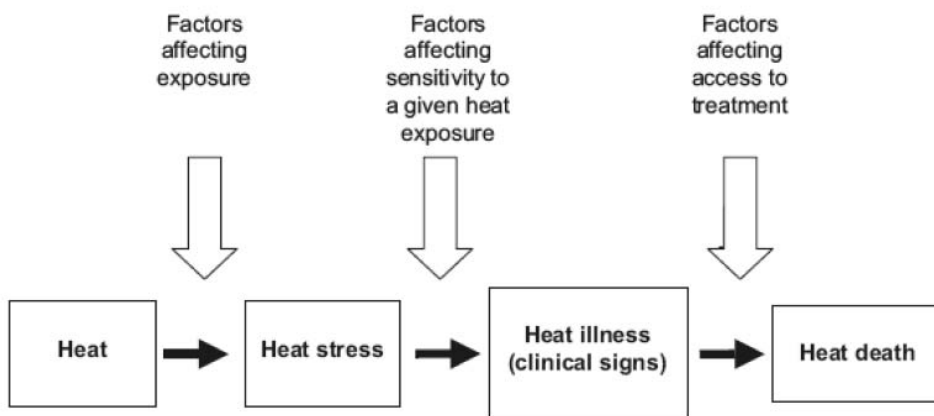 Factors
affecting
exposure
Factors
affecting
sensitivity to
a given heat
exposure
Factors
affecting
access to
treatment
Heat
Heat stress
Heat illness
(clinical signs)
Heat death